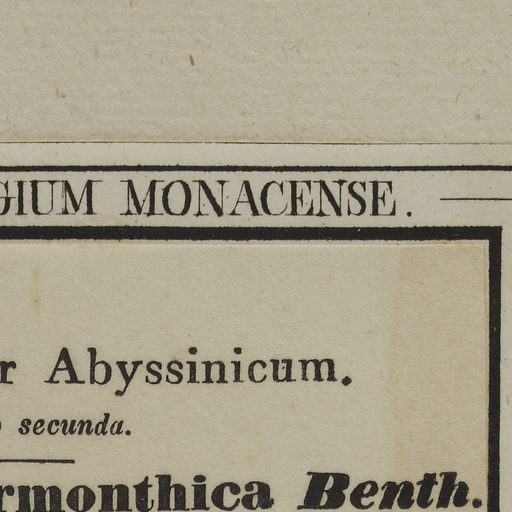 GIUM MONACENSE.
r Abyssinicum.
secunda.
rmonthica Benth.